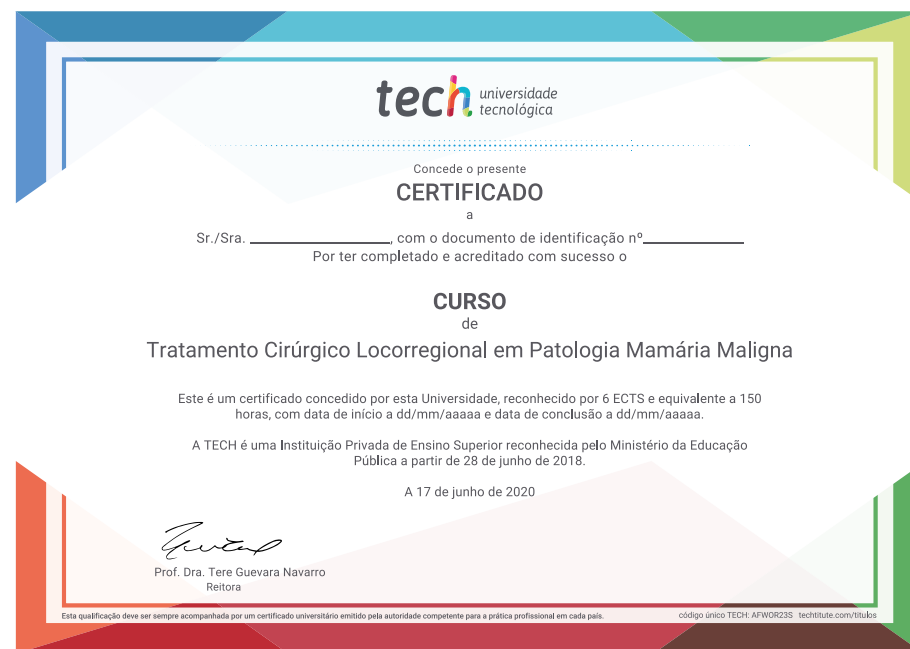 tech universidade
tecnológica
Concede o presente
CERTIFICADO
a
Sr./Sra. ____________________, com o documento de identificação nº______________
Por ter completado e acreditado com sucesso o
CURSO
de
Tratamento Cirúrgico Locorregional em Patologia Mamária Maligna
Este é um certificado concedido por esta Universidade, reconhecido por 6 ECTS e equivalente a 150
horas, com data de início a dd/mm/aaaaa e data de conclusão a dd/mm/aaaaa.
A TECH é uma Instituição Privada de Ensino Superior reconhecida pelo Ministério da Educação
Pública a partir de 28 de junho de 2018.
A 17 de junho de 2020
Prof. Dra. Tere Guevara Navarro
Reitora
Esta qualificação deve ser sempre acompanhada por um certificado universitário emitido pela autoridade competente para a prática profissional em cada país.
código único TECH: AFWOR23S techtitute.com/titulos